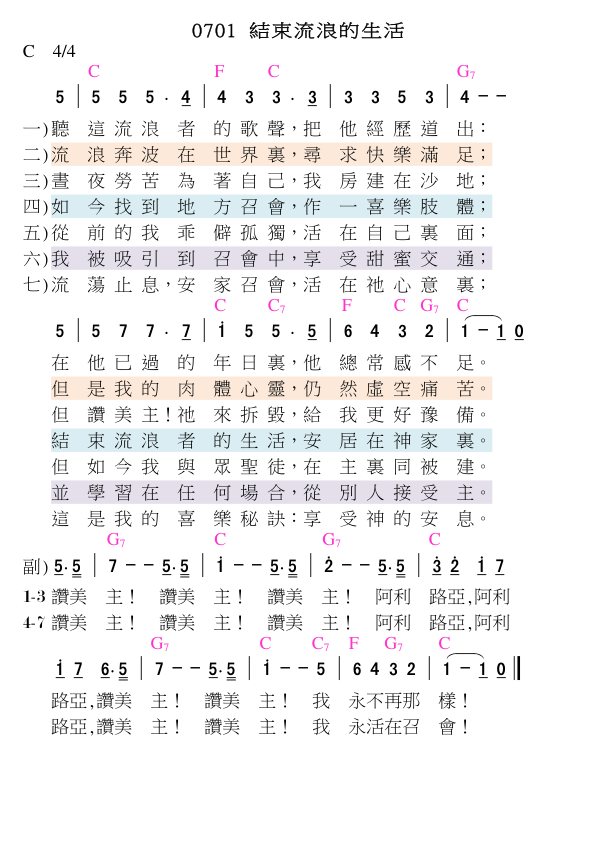 0701 結束流浪的生活
C 4/4
C F C G7
5 | 5 5 5 . 4 | 4 3 3 . 3 | 3 3 5 3 | 4 − −
一)聽 這流浪 者 的歌聲，把 他經歷道 出：
二)流 浪奔波 在 世界裏，尋 求快樂滿 足；
三)晝 夜勞苦 為 著自己，我 房建在沙 地；
四)如 今找到 地 方召會，作 一喜樂肢 體；
五)從 前的我 乖 僻孤獨，活 在自己裏 面；
六)我 被吸引 到 召會中，享 受甜蜜交 通；
七)流 蕩止息，安 家召會，活 在祂心意 裏；
C C7 F C G7 C
5 | 5 7 7 . 7 | 1 5 5 . 5 | 6 4 3 2 | 1 − 1 0
在 他已過 的 年日裏，他 總常感不 足。
但 是我的 肉 體心靈，仍 然虛空痛 苦。
但 讚美主！祂 來拆毀，給 我更好豫 備。
結 束流浪 者 的生活，安 居在神家 裏。
但 如今我 與 眾聖徒，在 主裏同被 建。
並 學習在 任 何場合，從 別人接受 主。
這 是我的 喜 樂秘訣：享 受神的安 息。
G7 C G7 C
副) 5·5 | 7 − − 5·5 | 1 − − 5·5 | 2 − − 5·5 | 3 2 1 7
1-3 讚美 主！ 讚美 主！ 讚美 主！ 阿利 路亞,阿利
4-7 讚美 主！ 讚美 主！ 讚美 主！ 阿利 路亞,阿利
G7 C C7 F G7 C
1 7 6·5 | 7 − − 5·5 | 1 − − 5 | 6 4 3 2 | 1 − 1 0 ||
路亞,讚美 主！ 讚美 主！ 我 永不再那 樣！
路亞,讚美 主！ 讚美 主！ 我 永活在召 會！